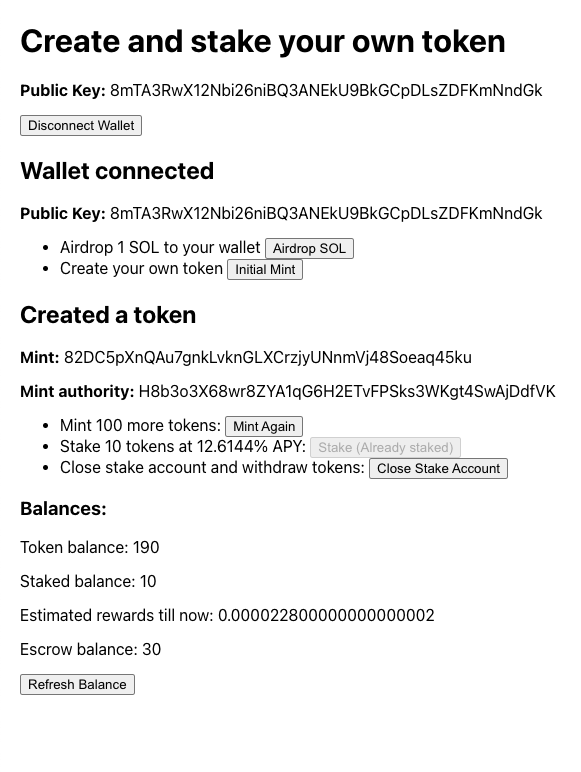 Create and stake your own token
Public Key: 8mTA3RwX12Nbi26niBQ3ANEkU9BkGCpDLsZDFKmNndGk
Disconnect Wallet
Wallet connected
Public Key: 8mTA3RwX12Nbi26niBQ3ANEkU9BkGCpDLsZDFKmNndGk
• Airdrop 1 SOL to your wallet Airdrop SOL
• Create your own token Initial Mint
Created a token
Mint: 82DC5pXnQAu7gnkLvknGLXCrzjyUNnmVj48Soeaq45ku
Mint authority: H8b3o3X68wr8ZYA1qG6H2ETvFPSks3WKgt4SwAjDdfVK
• Mint 100 more tokens: Mint Again
• Stake 10 tokens at 12.6144% APY: Stake (Already staked)
• Close stake account and withdraw tokens: Close Stake Account
Balances:
Token balance: 190
Staked balance: 10
Estimated rewards till now: 0.000022800000000000002
Escrow balance: 30
Refresh Balance